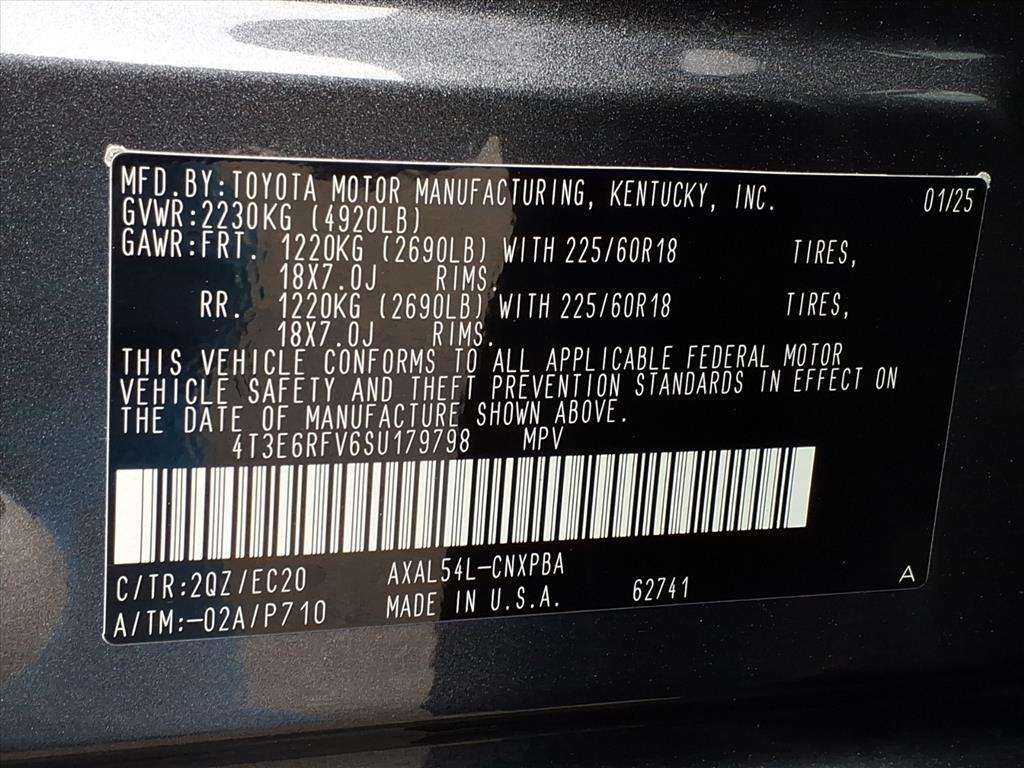 MFD.BY:TOYOTA MOTOR MANUFACTURING, KENTUCKY, INC. 01/25
GVWR:2230KG (4920LB)
GAWR:FRT. 1220KG (2690LB) WITH 225/60R18 TIRES,
18X7.0J RIMS.
RR. 1220KG (2690LB) WITH 225/60R18 TIRES,
18X7.0J RIMS.
THIS VEHICLE CONFORMS TO ALL APPLICABLE FEDERAL MOTOR
VEHICLE SAFETY AND THEFT PREVENTION STANDARDS IN EFFECT ON
THE DATE OF MANUFACTURE SHOWN ABOVE.
4T3E6RFV6SU179798 MPV
C/TR:2QZ/EC20 AXAL54L-CNXPBA
A/TM:-02A/P710 MADE IN U.S.A. 62741 A